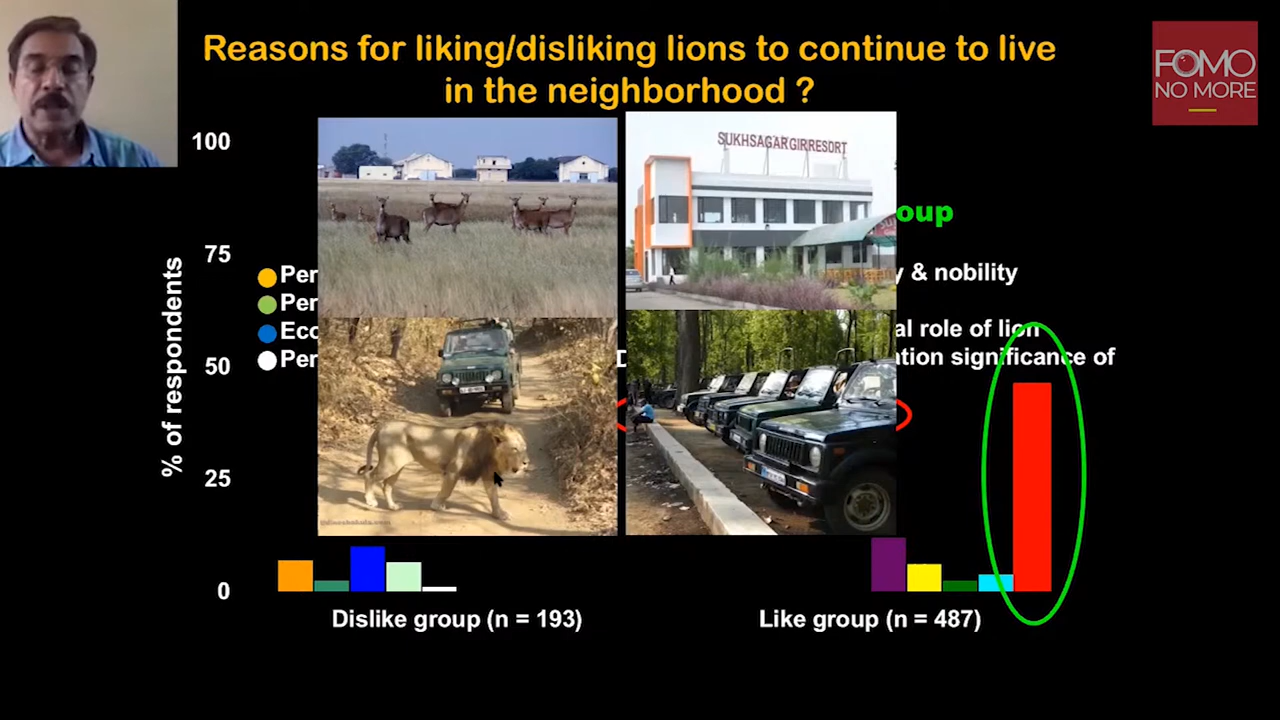 Reasons for liking/disliking lions to continue to live
in the neighborhood ?
FOMO
NO MORE
100
75
50
25
0
% of respondents
SUKHSAGAR GIR RESORT
oup
Per
Per
Eco
Per
y & nobility
al role of lion
ation significance of
D
Dislike group (n = 193)
Like group (n = 487)